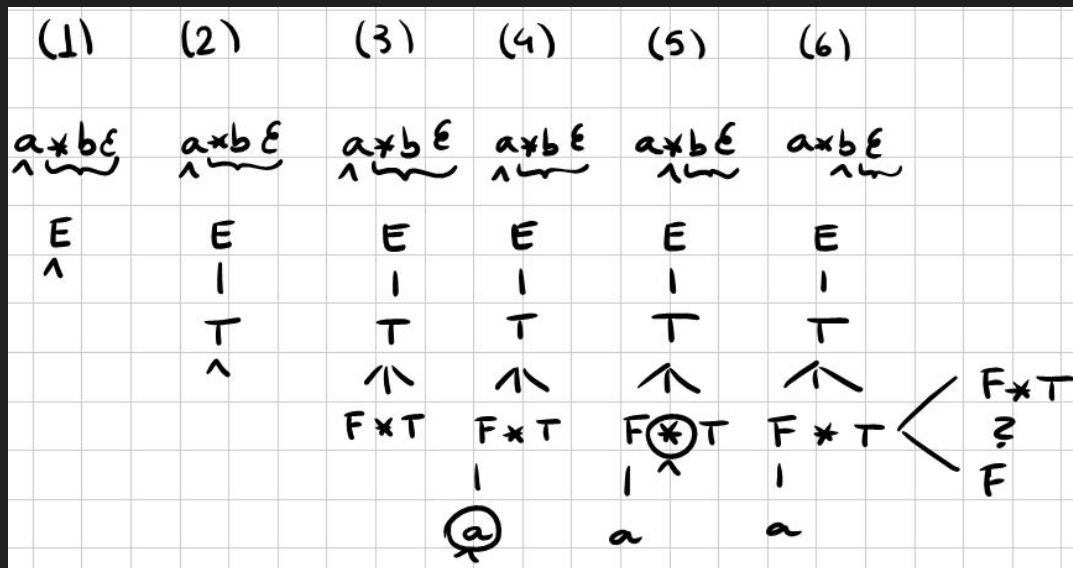 (1) (2) (3) (4) (5) (6)
a*bε a*bε a*bε a*bε a*bε a*bε
E E E E E E
T T T T T
F*T
F*T F*T F*T F*T ?
F
a a a